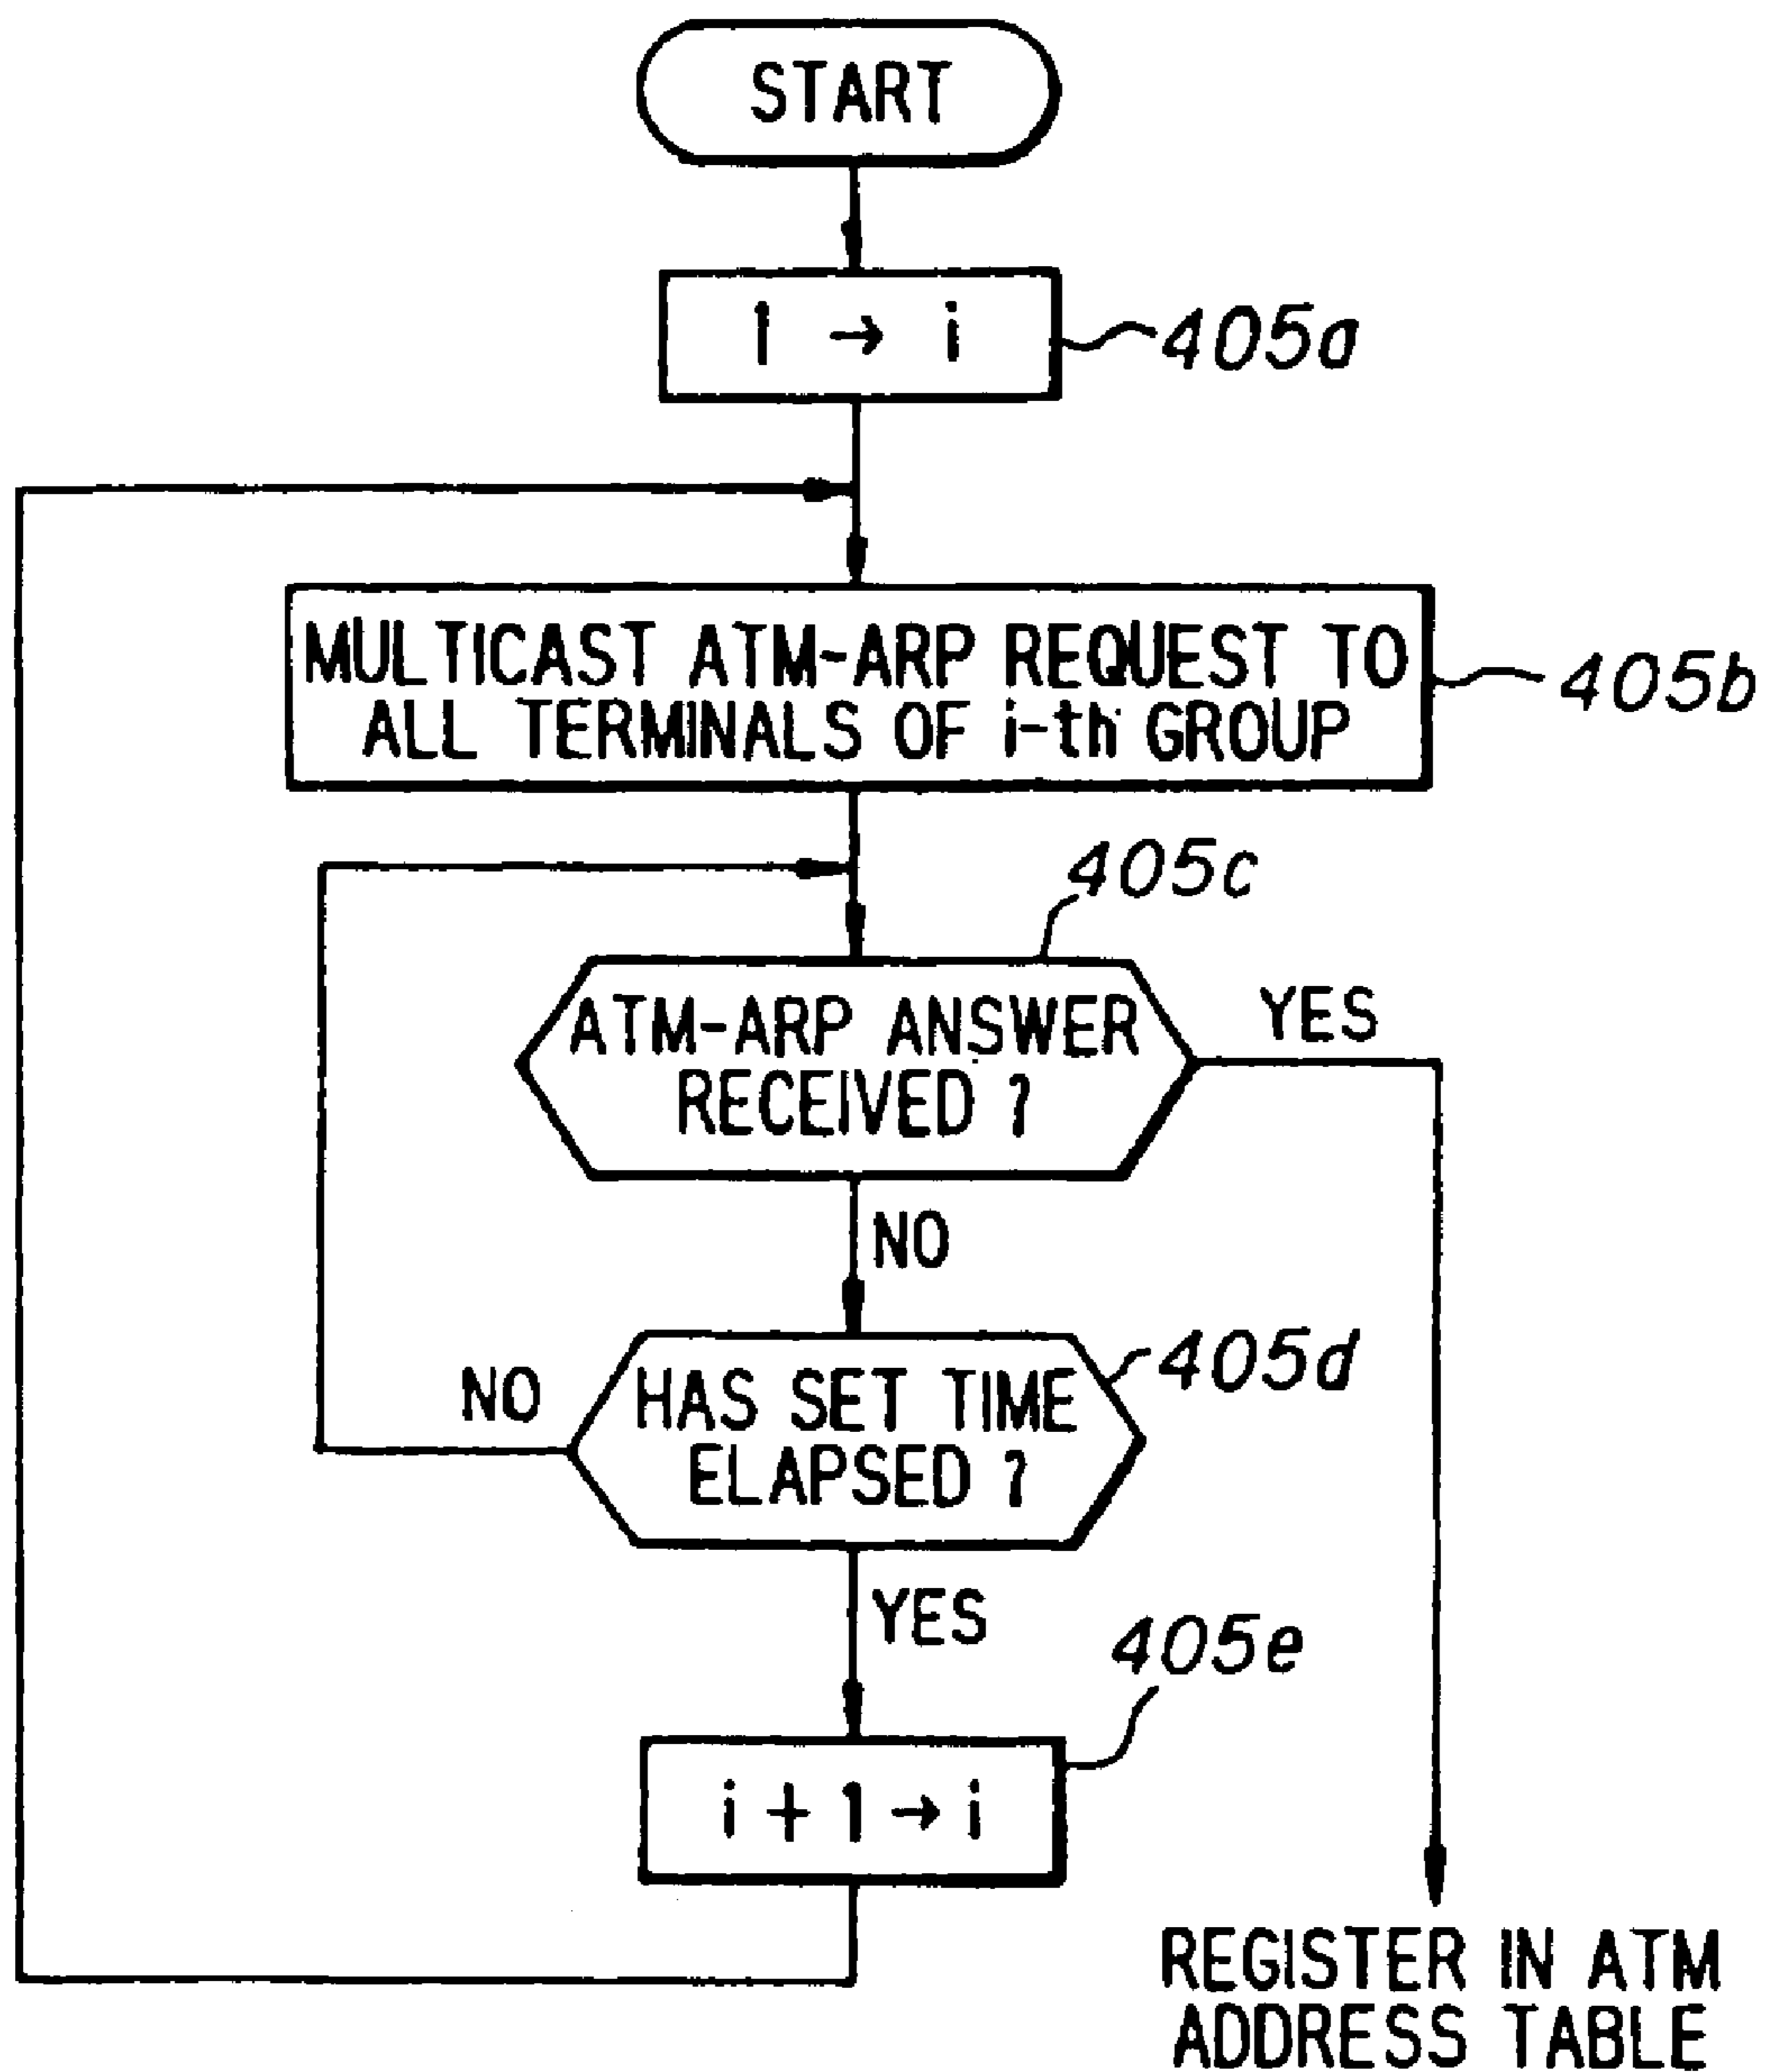 START
1 → i
405a
MULTICAST ATM-ARP REQUEST TO
ALL TERMINALS OF i-th GROUP
405b
405c
ATM-ARP ANSWER
RECEIVED ?
YES
NO
405d
HAS SET TIME
ELAPSED ?
NO
YES
405e
i + 1 → i
REGISTER IN ATM
ADDRESS TABLE